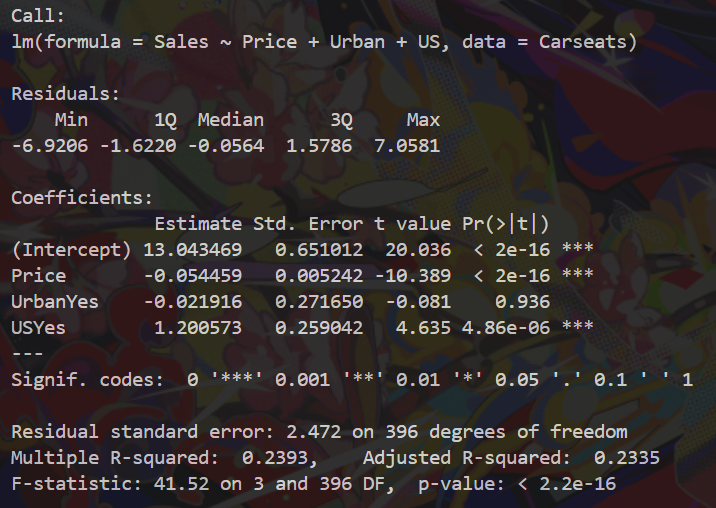 Call:
lm(formula = Sales ~ Price + Urban + US, data = Carseats)
Residuals:
    Min      1Q  Median      3Q     Max
-6.9206 -1.6220 -0.0564  1.5786  7.0581
Coefficients:
             Estimate Std. Error t value Pr(>|t|)
(Intercept) 13.043469   0.651012  20.036  < 2e-16 ***
Price       -0.054459   0.005242 -10.389  < 2e-16 ***
UrbanYes    -0.021916   0.271650  -0.081    0.936
USYes        1.200573   0.259042   4.635 4.86e-06 ***
---
Signif. codes:  0 '***' 0.001 '**' 0.01 '*' 0.05 '.' 0.1 ' ' 1
Residual standard error: 2.472 on 396 degrees of freedom
Multiple R-squared:  0.2393,    Adjusted R-squared:  0.2335
F-statistic: 41.52 on 3 and 396 DF,  p-value: < 2.2e-16